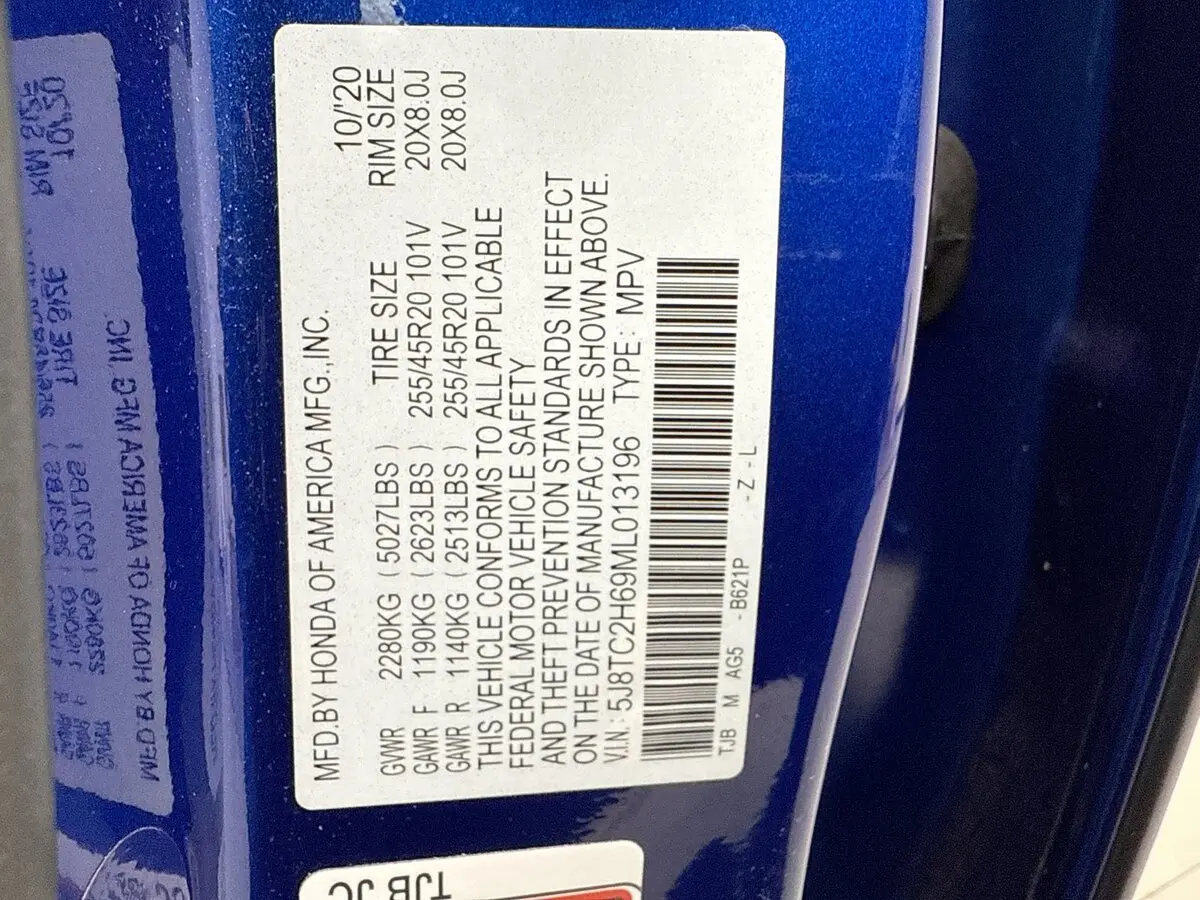 MFD.BY HONDA OF AMERICA MFG.,INC. 10/'20
GVWR 2280KG ( 5027LBS ) TIRE SIZE RIM SIZE
GAWR F 1190KG ( 2623LBS ) 255/45R20 101V 20X8.0J
GAWR R 1140KG ( 2513LBS ) 255/45R20 101V 20X8.0J
THIS VEHICLE CONFORMS TO ALL APPLICABLE
FEDERAL MOTOR VEHICLE SAFETY
AND THEFT PREVENTION STANDARDS IN EFFECT
ON THE DATE OF MANUFACTURE SHOWN ABOVE.
V.I.N.: 5J8TC2H69ML013196 TYPE : MPV
TJB M AG5 -B621P -Z-L
TJB JC